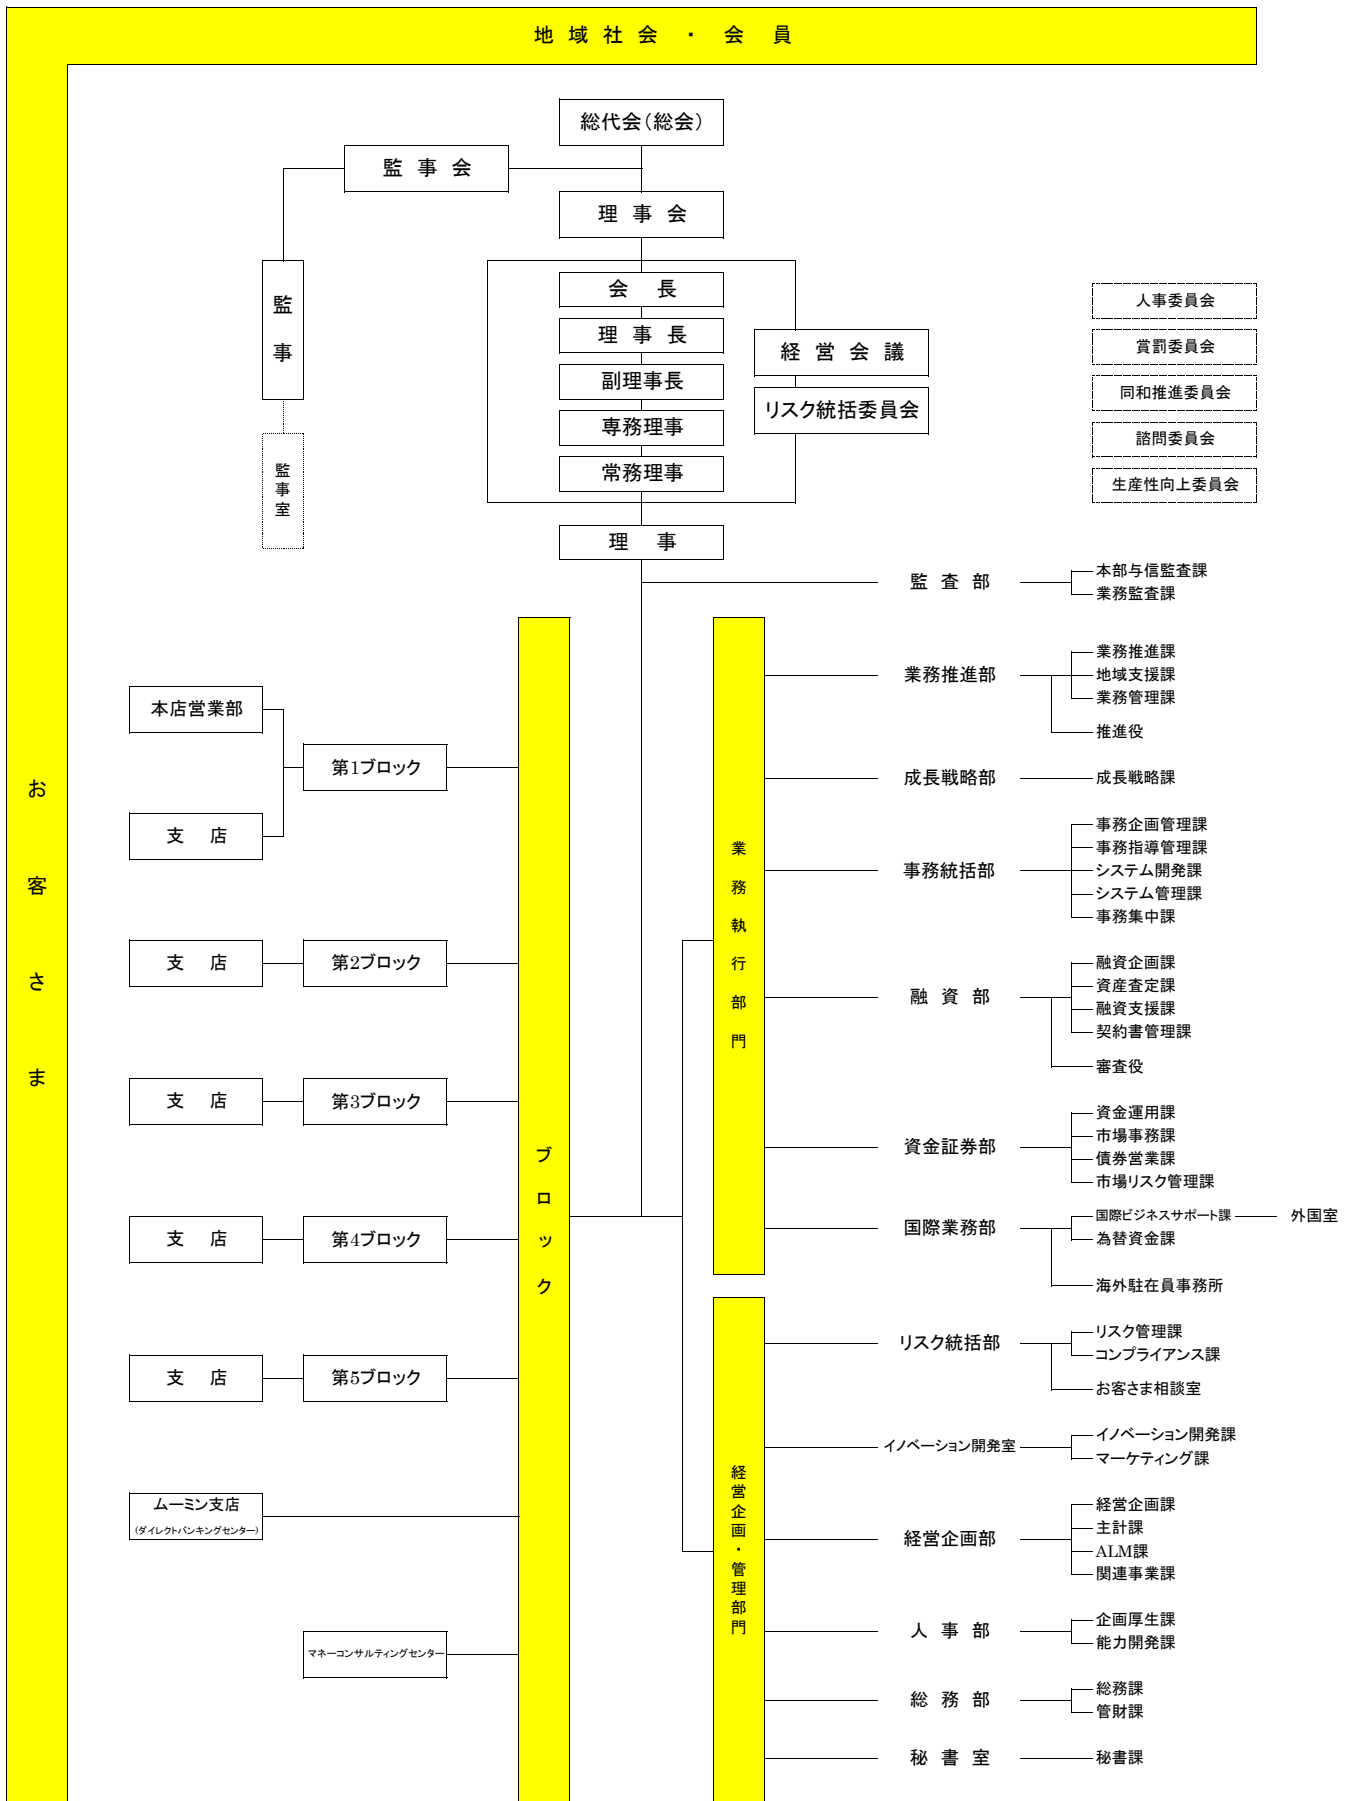 地域社会・会員
総代会（総会）
監事会
理事会
監事
監事室
会長
理事長
副理事長
専務理事
常務理事
理事
経営会議
リスク統括委員会
人事委員会
賞罰委員会
同和推進委員会
諮問委員会
生産性向上委員会
お客さま
本店営業部
支店
第1ブロック
支店
第2ブロック
支店
第3ブロック
支店
第4ブロック
支店
第5ブロック
ムーミン支店
(ダイレクトバンキングセンター)
マネーコンサルティングセンター
ブロック
監査部
本部与信監査課
業務監査課
業務執行部門
業務推進部
業務推進課
地域支援課
業務管理課
推進役
成長戦略部
成長戦略課
事務統括部
事務企画管理課
事務指導管理課
システム開発課
システム管理課
事務集中課
融資部
融資企画課
資産査定課
融資支援課
契約書管理課
審査役
資金証券部
資金運用課
市場事務課
債券営業課
市場リスク管理課
国際業務部
国際ビジネスサポート課
外国室
為替資金課
海外駐在員事務所
経営企画・管理部門
リスク統括部
リスク管理課
コンプライアンス課
お客さま相談室
イノベーション開発室
イノベーション開発課
マーケティング課
経営企画部
経営企画課
主計課
ALM課
関連事業課
人事部
企画厚生課
能力開発課
総務部
総務課
管財課
秘書室
秘書課